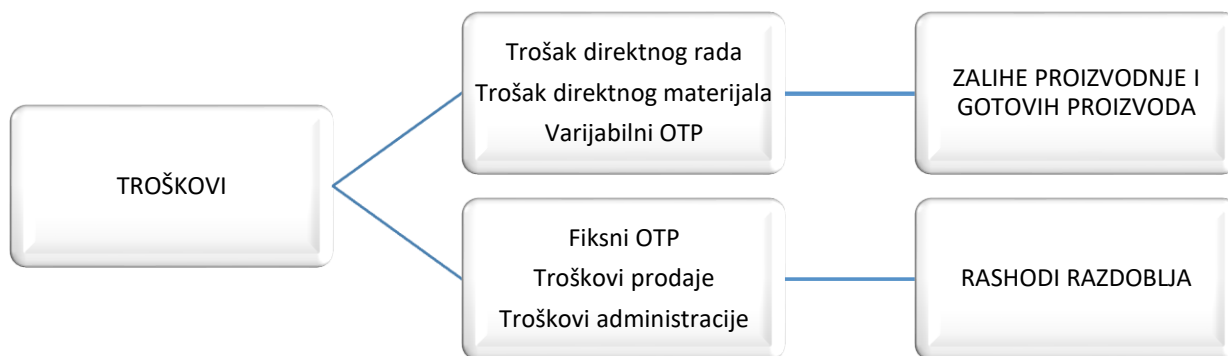 TROŠKOVI
Trošak direktnog rada
Trošak direktnog materijala
Varijabilni OTP
ZALIHE PROIZVODNJE I
GOTOVIH PROIZVODA
Fiksni OTP
Troškovi prodaje
Troškovi administracije
RASHODI RAZDOBLJA